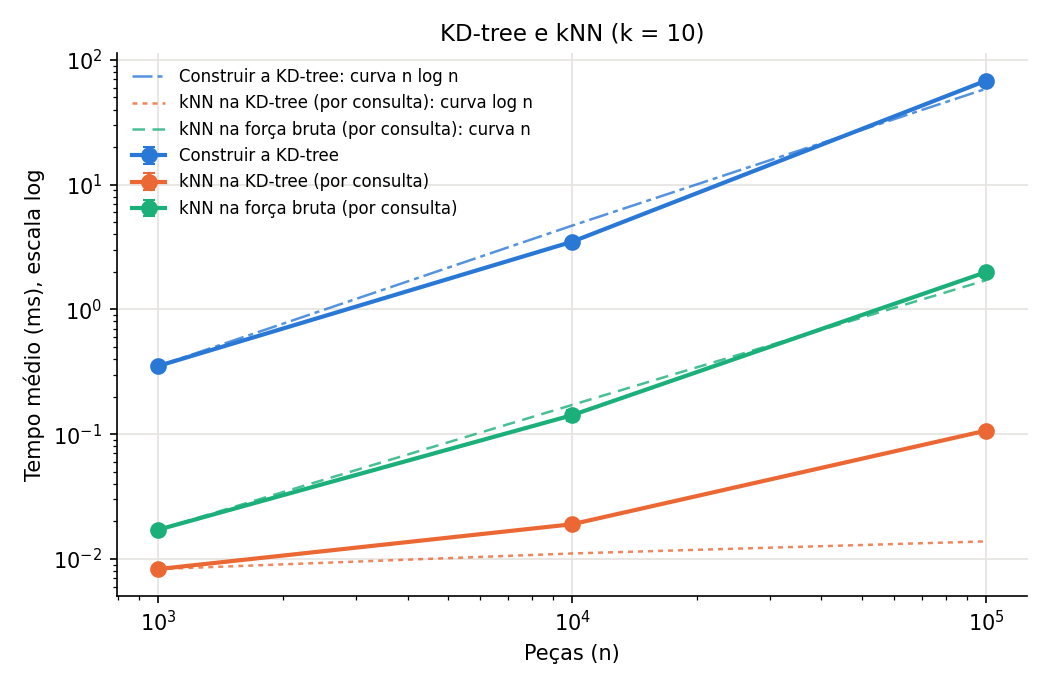 KD-tree e kNN (k = 10)
Construir a KD-tree: curva n log n
kNN na KD-tree (por consulta): curva log n
kNN na força bruta (por consulta): curva n
Construir a KD-tree
kNN na KD-tree (por consulta)
kNN na força bruta (por consulta)
Tempo médio (ms), escala log
10²
10¹
10⁰
10⁻¹
10⁻²
10³ 10⁴ 10⁵
Peças (n)